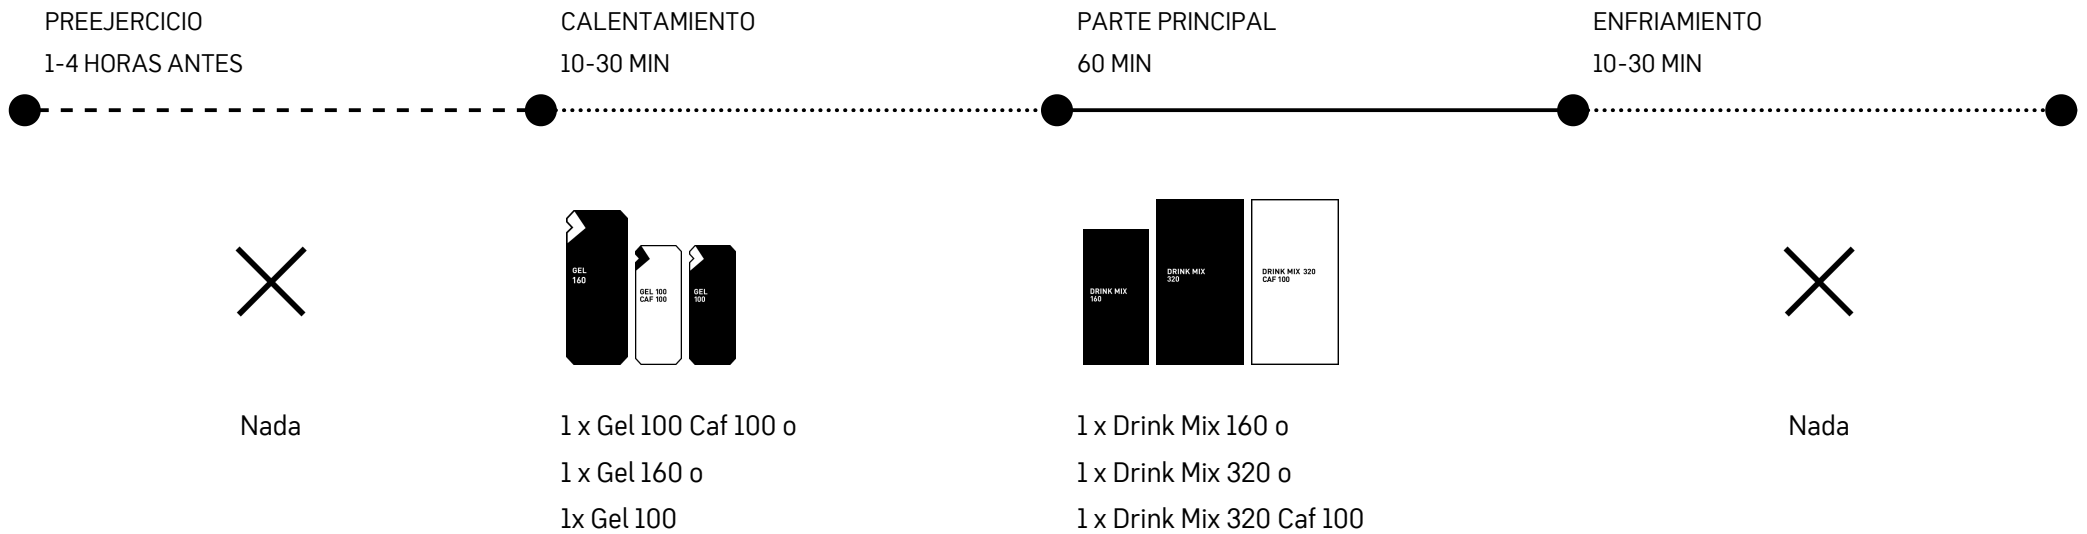 PREEJERCICIO
1-4 HORAS ANTES
CALENTAMIENTO
10-30 MIN
PARTE PRINCIPAL
60 MIN
ENFRIAMIENTO
10-30 MIN
GEL
160
GEL 100
CAF 100
GEL
100
DRINK MIX
160
DRINK MIX
320
DRINK MIX 320
CAF 100
Nada
1 x Gel 100 Caf 100 o
1 x Gel 160 o
1x Gel 100
1 x Drink Mix 160 o
1 x Drink Mix 320 o
1 x Drink Mix 320 Caf 100
Nada